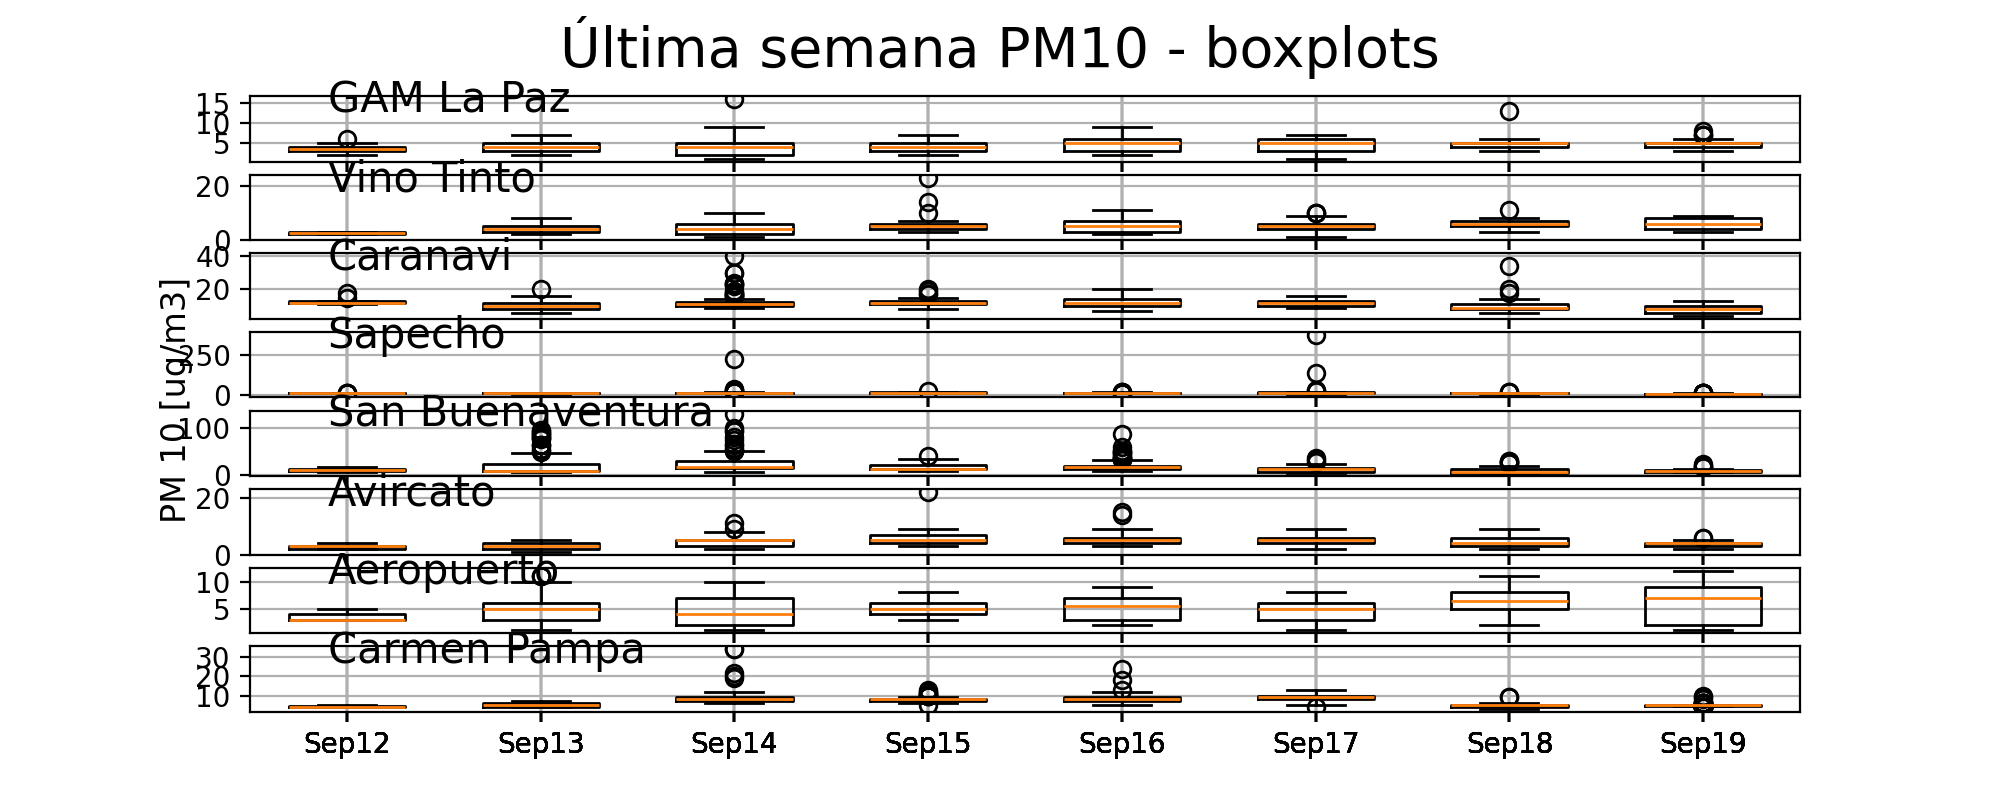 Última semana PM10 - boxplots
GAM La Paz
15
10
5
Vino Tinto
20
0
Caranavi
40
20
Sapecho
250
0
PM 10 [ug/m3]
San Buenaventura
100
0
Avircato
20
0
Aeropuerto
10
5
Carmen Pampa
30
20
10
Sep12 Sep13 Sep14 Sep15 Sep16 Sep17 Sep18 Sep19